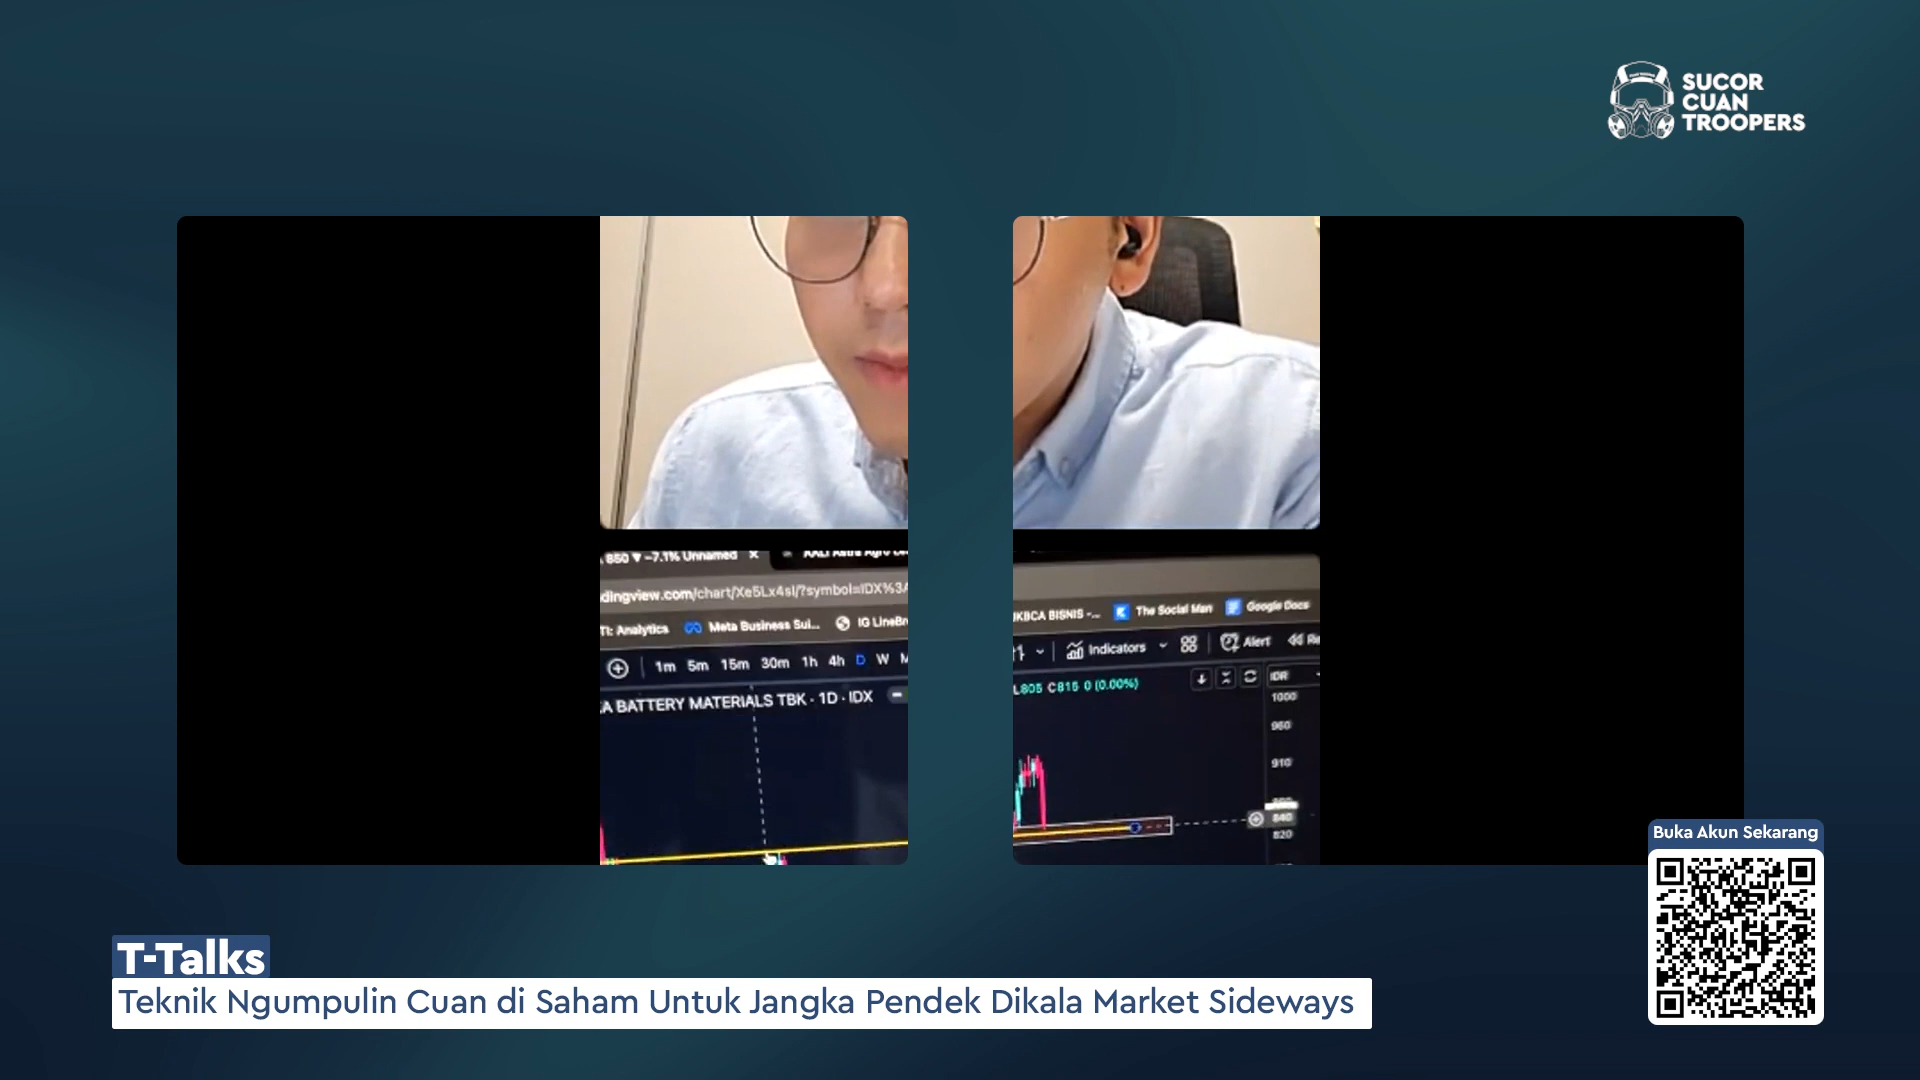 SUCOR
CUAN
TROOPERS
850 ▼ −7.1% Unnamed ×
dingview.com/chart/Xe5Lx4sl/?symbol=IDX%3A
TI: Analytics
Meta Business Sui...
IG LineBr
1m 5m 15m 30m 1h 4h D W M
A BATTERY MATERIALS TBK · 1D · IDX
KBCA BISNIS -...
The Social Man
Google Docs
Indicators
Alert
Re
L805 C815 0 (0.00%)
IDR
1000
960
910
840
820
Buka Akun Sekarang
T-Talks
Teknik Ngumpulin Cuan di Saham Untuk Jangka Pendek Dikala Market Sideways